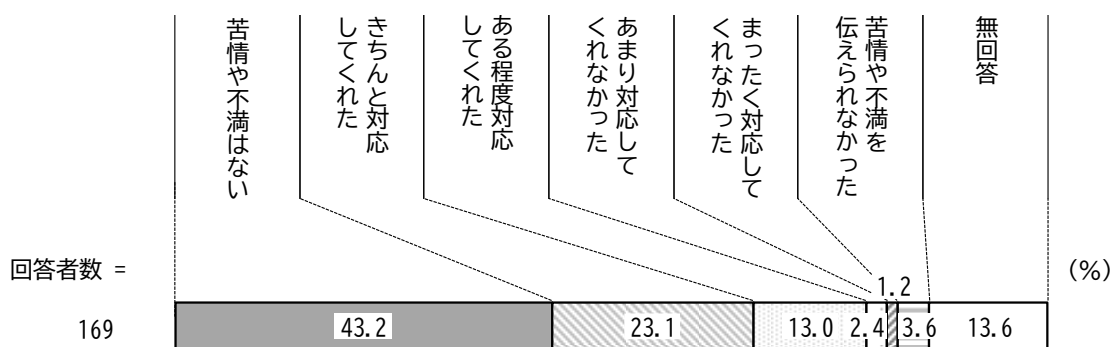 苦情や不満はない
きちんと対応
してくれた
ある程度対応
してくれた
あまり対応して
くれなかった
まったく対応して
くれなかった
苦情や不満を
伝えられなかった
無回答
回答者数 =
(%)
1.2
169
43.2
23.1
13.0
2.4
3.6
13.6